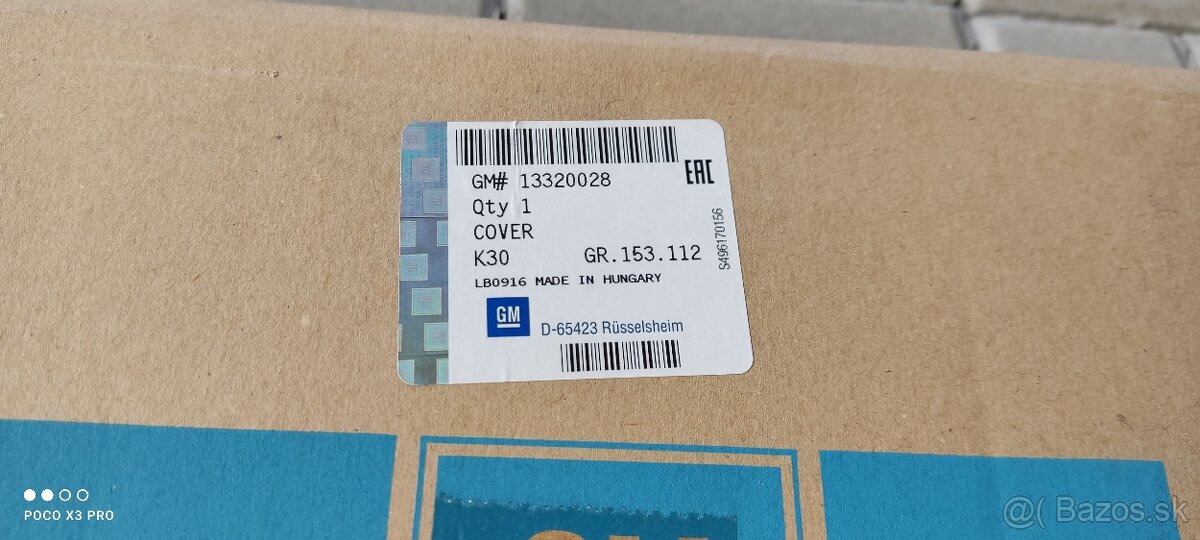 GM# 13320028
EAC
Qty 1
COVER
K30 GR.153.112
S496170156
LB0916 MADE IN HUNGARY
GM
D-65423 Rüsselsheim
POCO X3 PRO
@( Bazos.sk